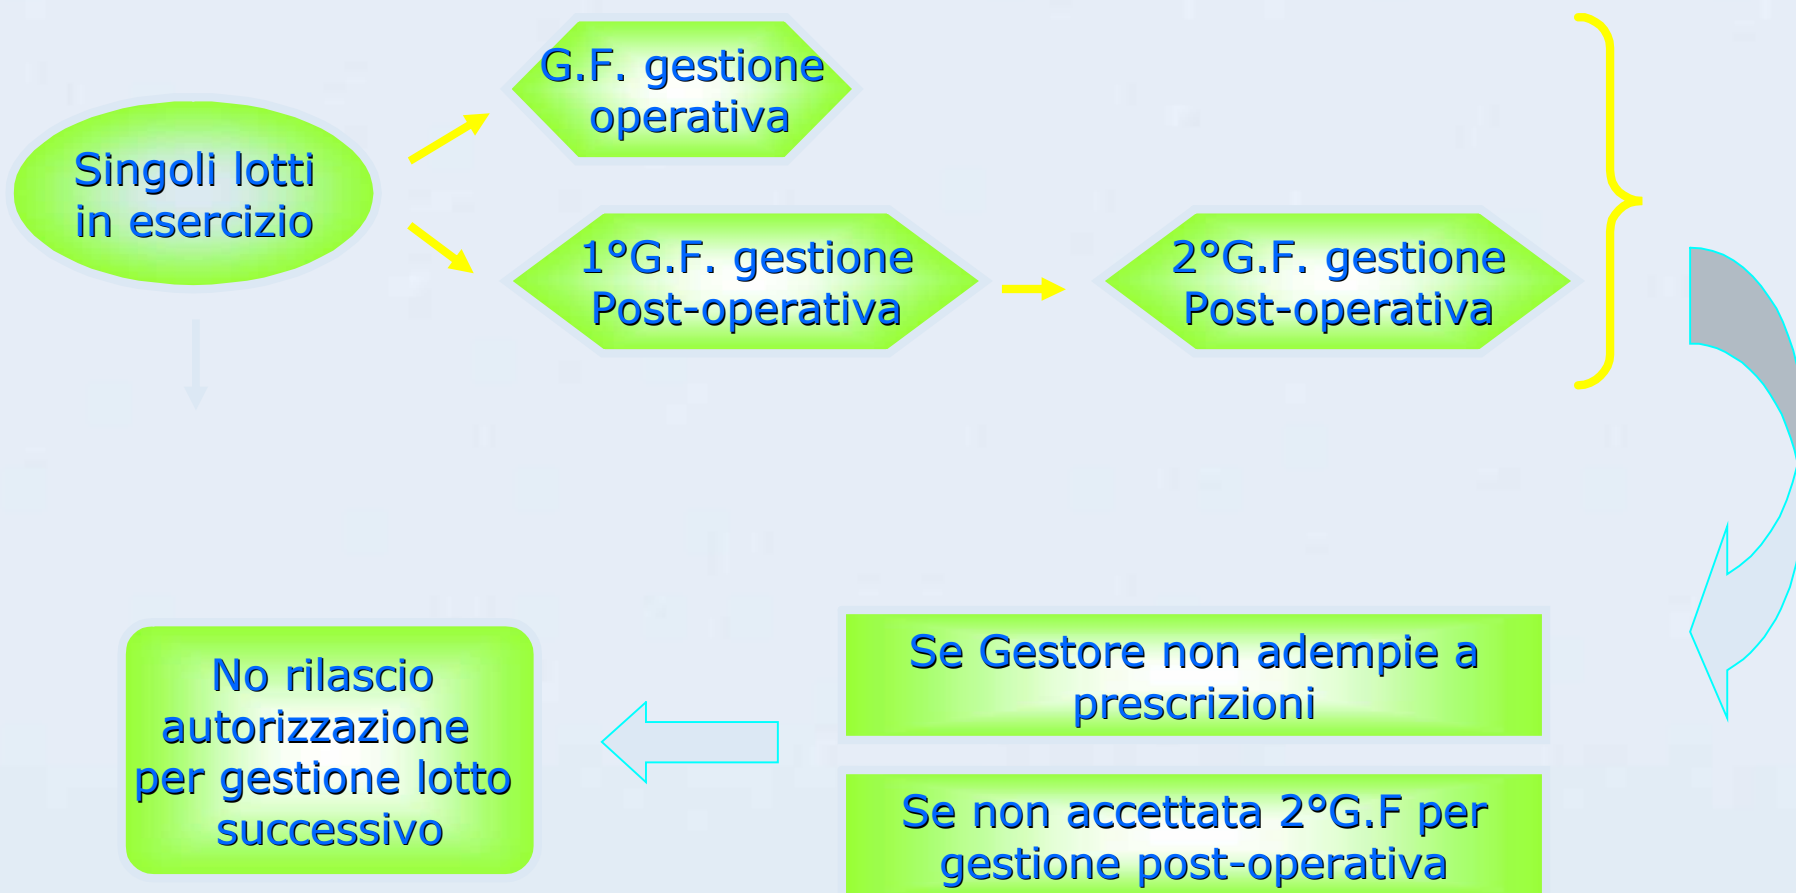 G.F. gestione
operativa
Singoli lotti
in esercizio
1°G.F. gestione
Post-operativa
2°G.F. gestione
Post-operativa
Se Gestore non adempie a
prescrizioni
Se non accettata 2°G.F per
gestione post-operativa
No rilascio
autorizzazione
per gestione lotto
successivo